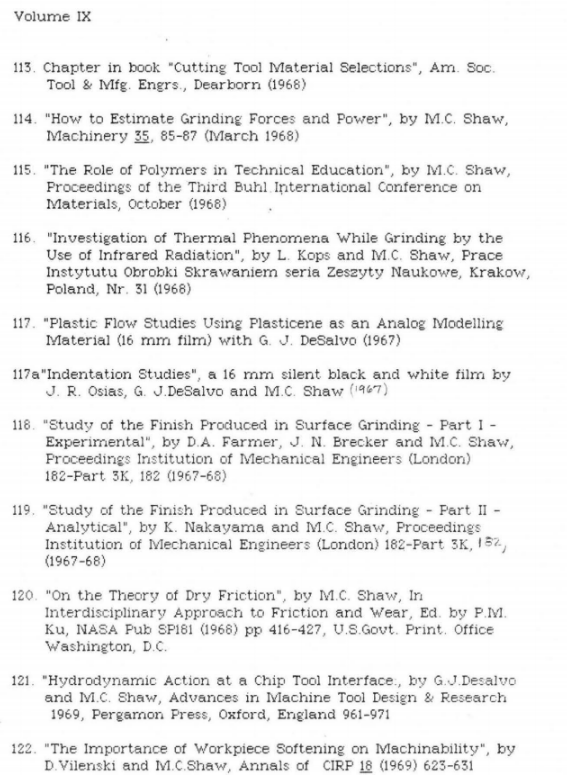 Volume IX
113. Chapter in book "Cutting Tool Material Selections", Am. Soc.
Tool & Mfg. Engrs., Dearborn (1968)
114. "How to Estimate Grinding Forces and Power", by M.C. Shaw,
Machinery 35, 85-87 (March 1968)
115. "The Role of Polymers in Technical Education", by M.C. Shaw,
Proceedings of the Third Buhl International Conference on
Materials, October (1968)
116. "Investigation of Thermal Phenomena While Grinding by the
Use of Infrared Radiation", by L. Kops and M.C. Shaw, Prace
Instytutu Obrobki Skrawaniem seria Zeszyty Naukowe, Krakow,
Poland, Nr. 31 (1968)
117. "Plastic Flow Studies Using Plasticene as an Analog Modelling
Material (16 mm film) with G. J. DeSalvo (1967)
117a"Indentation Studies", a 16 mm silent black and white film by
J. R. Osias, G. J.DeSalvo and M.C. Shaw (1967)
118. "Study of the Finish Produced in Surface Grinding - Part I -
Experimental", by D.A. Farmer, J. N. Brecker and M.C. Shaw,
Proceedings Institution of Mechanical Engineers (London)
182-Part 3K, 182 (1967-68)
119. "Study of the Finish Produced in Surface Grinding - Part II -
Analytical", by K. Nakayama and M.C. Shaw, Proceedings
Institution of Mechanical Engineers (London) 182-Part 3K, 182,
(1967-68)
120. "On the Theory of Dry Friction", by M.C. Shaw, In
Interdisciplinary Approach to Friction and Wear, Ed. by P.M.
Ku, NASA Pub SP181 (1968) pp 416-427, U.S.Govt. Print. Office
Washington, D.C.
121. "Hydrodynamic Action at a Chip Tool Interface:, by G.J.Desalvo
and M.C. Shaw, Advances in Machine Tool Design & Research
1969, Pergamon Press, Oxford, England 961-971
122. "The Importance of Workpiece Softening on Machinability", by
D.Vilenski and M.C.Shaw, Annals of CIRP 18 (1969) 623-631